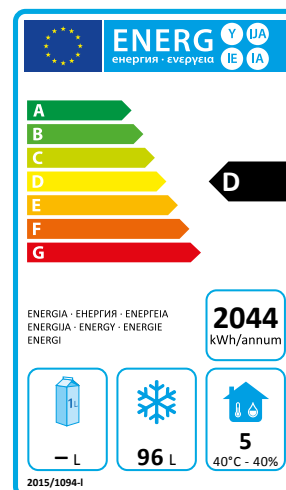 ENERG Y IJA
енергия · ενεργεια IE IA
A
B
C
D
D
E
F
G
ENERGIA · ЕНЕРГИЯ · ΕΝΕΡΓΕΙΑ
ENERGIJA · ENERGY · ENERGIE
ENERGI
2044
kWh/annum
1L
– L
96 L
5
40°C - 40%
2015/1094-I